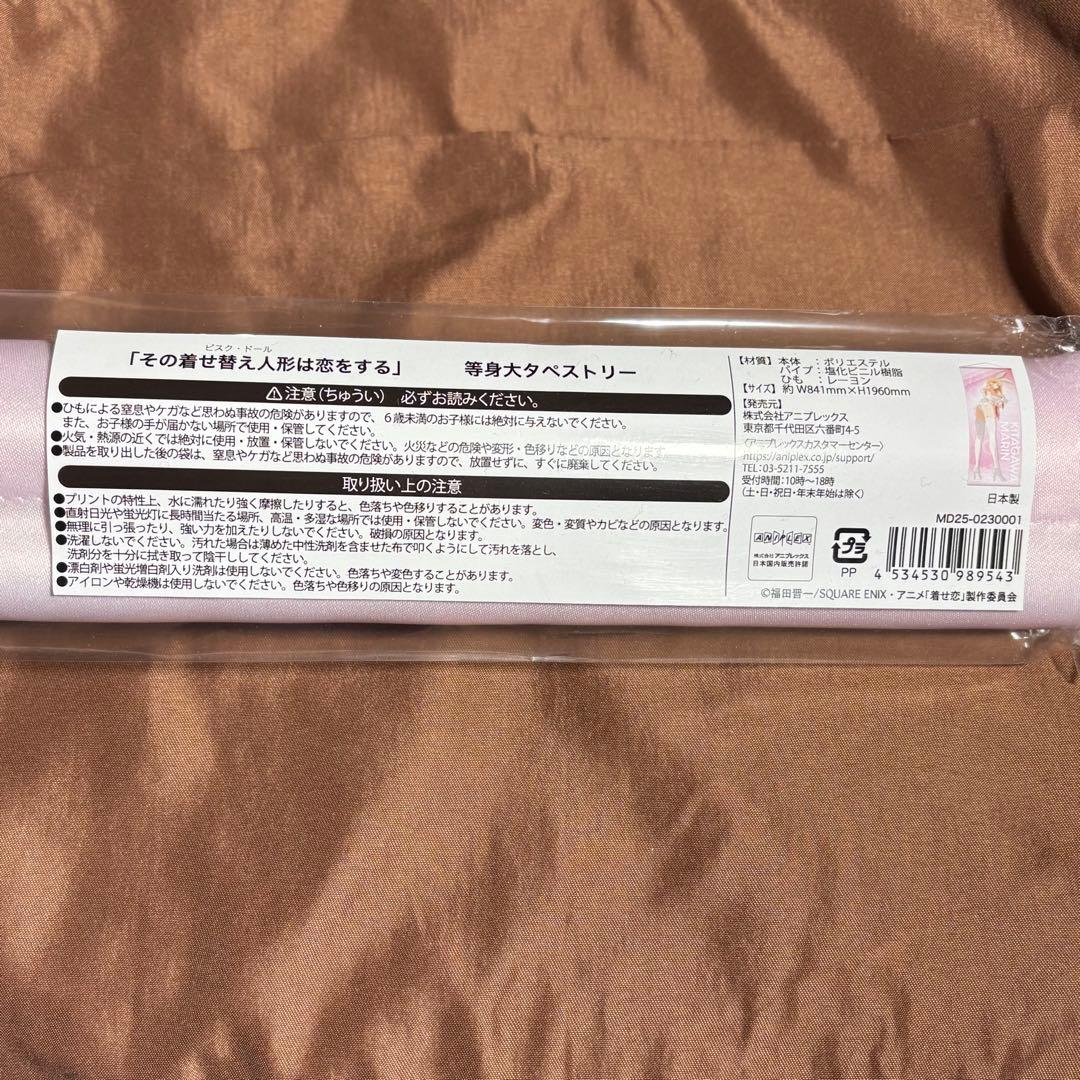 ビスク・ドール
「その着せ替え人形は恋をする」 等身大タペストリー
⚠注意(ちゅうい) 必ずお読みください。
●ひもによる窒息やケガなど思わぬ事故の危険がありますので、6歳未満のお子様には絶対に与えないでください。
また、お子様の手が届かない場所で使用・保管してください。
●火気・熱源の近くでは絶対に使用・放置・保管しないでください。火災などの危険や変形・色移りなどの原因となります。
●製品を取り出した後の袋は、窒息やケガなど思わぬ事故の危険がありますので、放置せずに、すぐに廃棄してください。
取り扱い上の注意
●プリントの特性上、水に濡れたり強く摩擦したりすると、色落ちや色移りすることがあります。
●直射日光や蛍光灯に長時間当たる場所、高温・多湿な場所では使用・保管しないでください。変色・変質やカビなどの原因となります。
●無理に引っ張ったり、強い力を加えたりしないでください。破損の原因となります。
●洗濯しないでください。汚れた場合は薄めた中性洗剤を含ませた布で叩くようにして汚れを落とし、
洗剤分を十分に拭き取って陰干ししてください。
●漂白剤や蛍光増白剤入り洗剤は使用しないでください。色落ちや変色することがあります。
●アイロンや乾燥機は使用しないでください。色落ちや色移りの原因となります。
【材質】本体 : ポリエステル
パイプ : 塩化ビニル樹脂
ひも : レーヨン
【サイズ】約 W841mm×H1960mm
【発売元】
株式会社アニプレックス
東京都千代田区六番町4-5
〈アニプレックスカスタマーセンター〉
https://aniplex.co.jp/support/
TEL:03-5211-7555
受付時間:10時～18時
(土・日・祝日・年末年始は除く)
KITAGAWA
MARIN
日本製
MD25-0230001
ANIPLEX
株式会社アニプレックス
日本国内販売許諾
プラ
PP
4 534530 989543
©福田晋一/SQUARE ENIX・アニメ「着せ恋」製作委員会